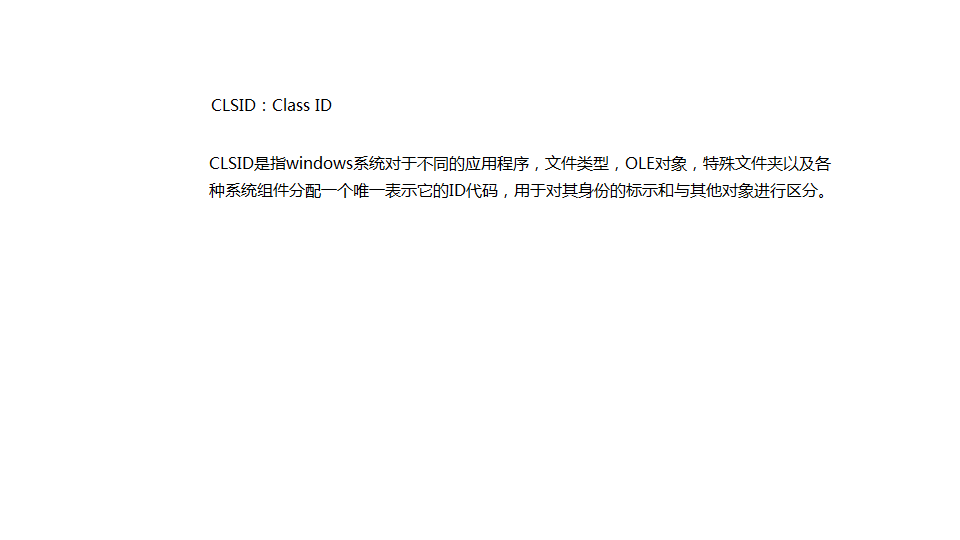 CLSID：Class ID
CLSID是指windows系统对于不同的应用程序，文件类型，OLE对象，特殊文件夹以及各
种系统组件分配一个唯一表示它的ID代码，用于对其身份的标示和与其他对象进行区分。